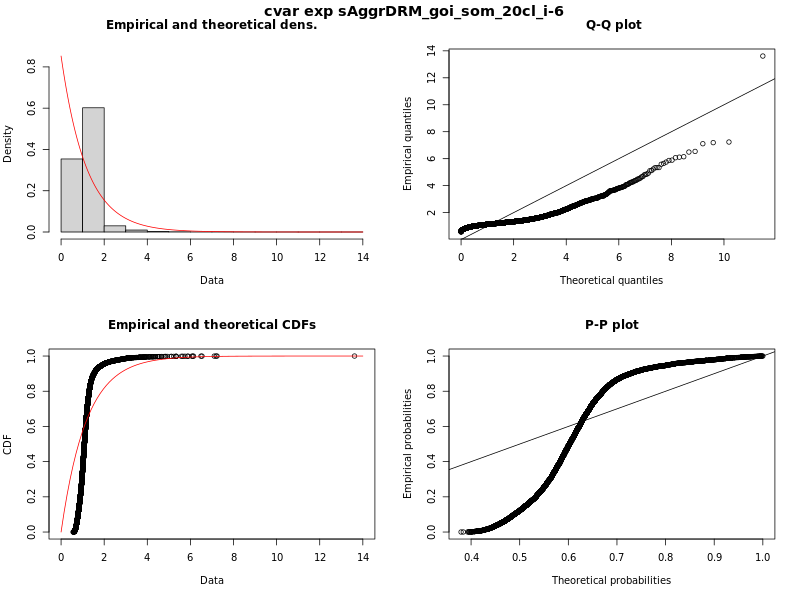 cvar exp sAggrDRM_goi_som_20cl_i-6
Empirical and theoretical dens.
Density
0.0 0.2 0.4 0.6 0.8
0 2 4 6 8 10 12 14
Data
Q-Q plot
Empirical quantiles
2 4 6 8 10 12 14
0 2 4 6 8 10
Theoretical quantiles
Empirical and theoretical CDFs
CDF
0.0 0.2 0.4 0.6 0.8 1.0
0 2 4 6 8 10 12 14
Data
P-P plot
Empirical probabilities
0.0 0.2 0.4 0.6 0.8 1.0
0.4 0.5 0.6 0.7 0.8 0.9 1.0
Theoretical probabilities